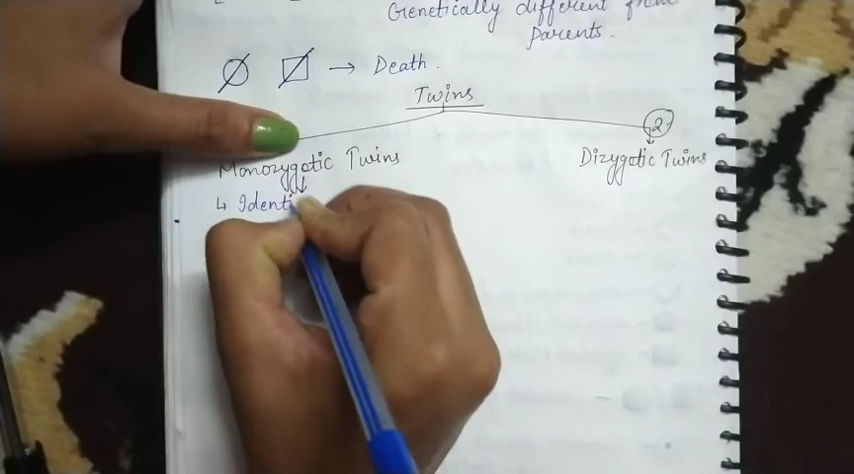 Genetically different from
Parents.
→ Death.
Twins
2
Monozygotic Twins
Dizygotic Twins
↳ Identi